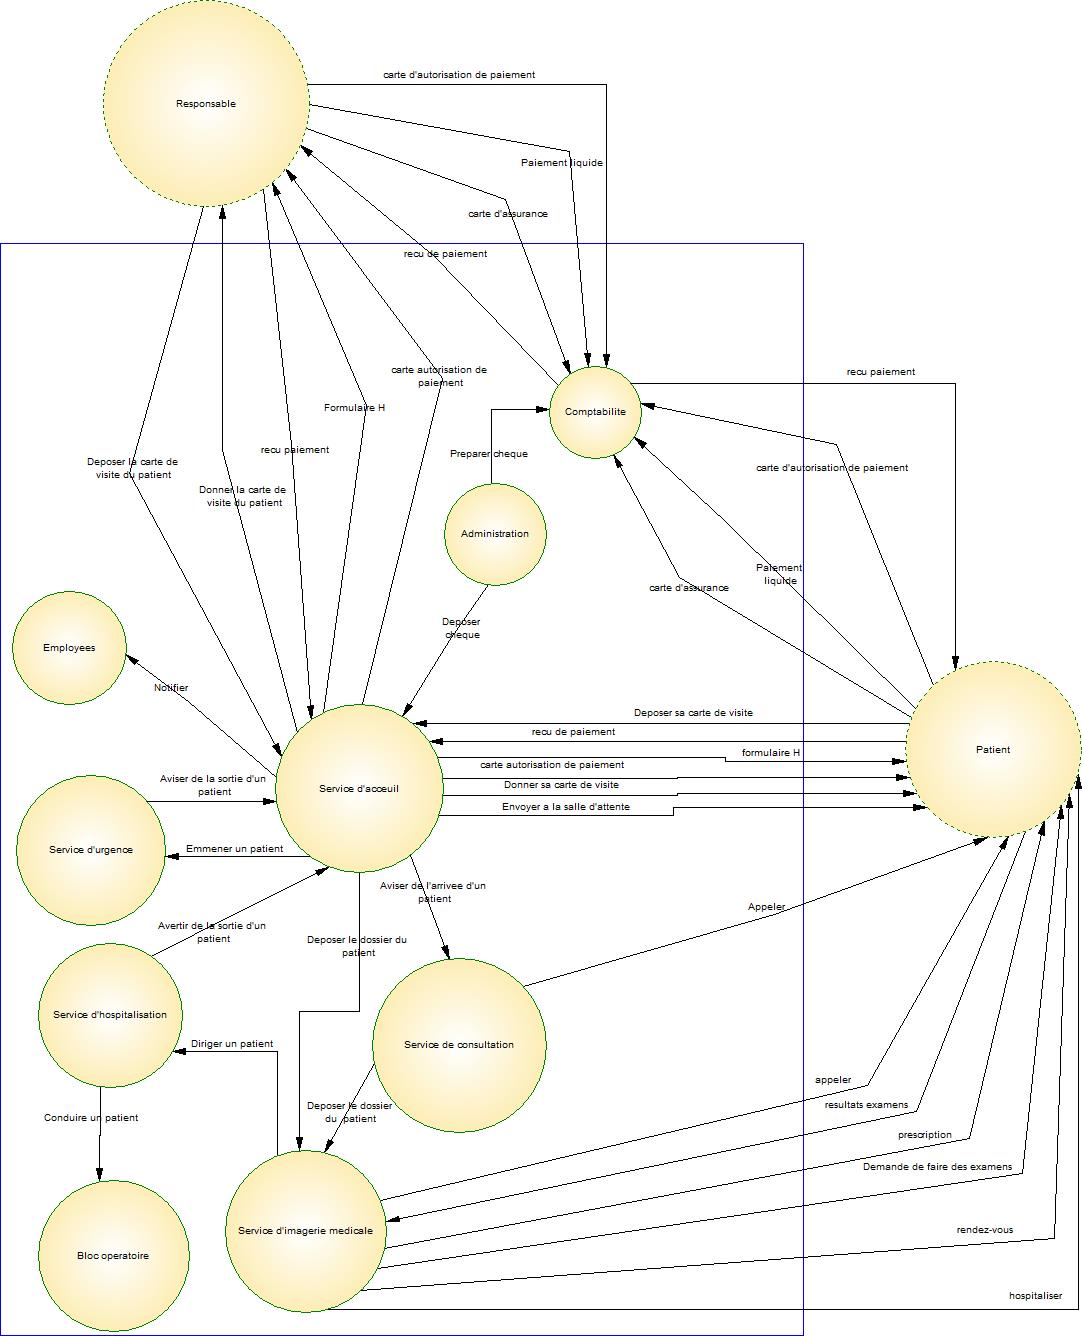 carte d'autorisation de paiement
Responsable
Paiement liquide
carte d'assurance
recu de paiement
carte autorisation de
paiement
recu paiement
Formulaire H
Comptabilite
Preparer cheque
recu paiement
Deposer la carte de
visite du patient
Donner la carte de
visite du patient
carte d'autorisation de paiement
Administration
Paiement
liquide
carte d'assurance
Deposer
cheque
Employees
Notifier
Deposer sa carte de visite
recu de paiement
formulaire H
Patient
carte autorisation de paiement
Aviser de la sortie d'un
patient
Service d'acœuil
Donner sa carte de visite
Envoyer a la salle d'attente
Service d'urgence
Emmener un patient
Aviser de l'arrivee d'un
patient
Appeler
Avertir de la sortie d'un
patient
Deposer le dossier du
patient
Service d'hospitalisation
Diriger un patient
Service de consultation
appeler
Deposer le dossier
du patient
resultats examens
Conduire un patient
prescription
Demande de faire des examens
Service d'imagerie medicale
rendez-vous
Bloc operatoire
hospitaliser